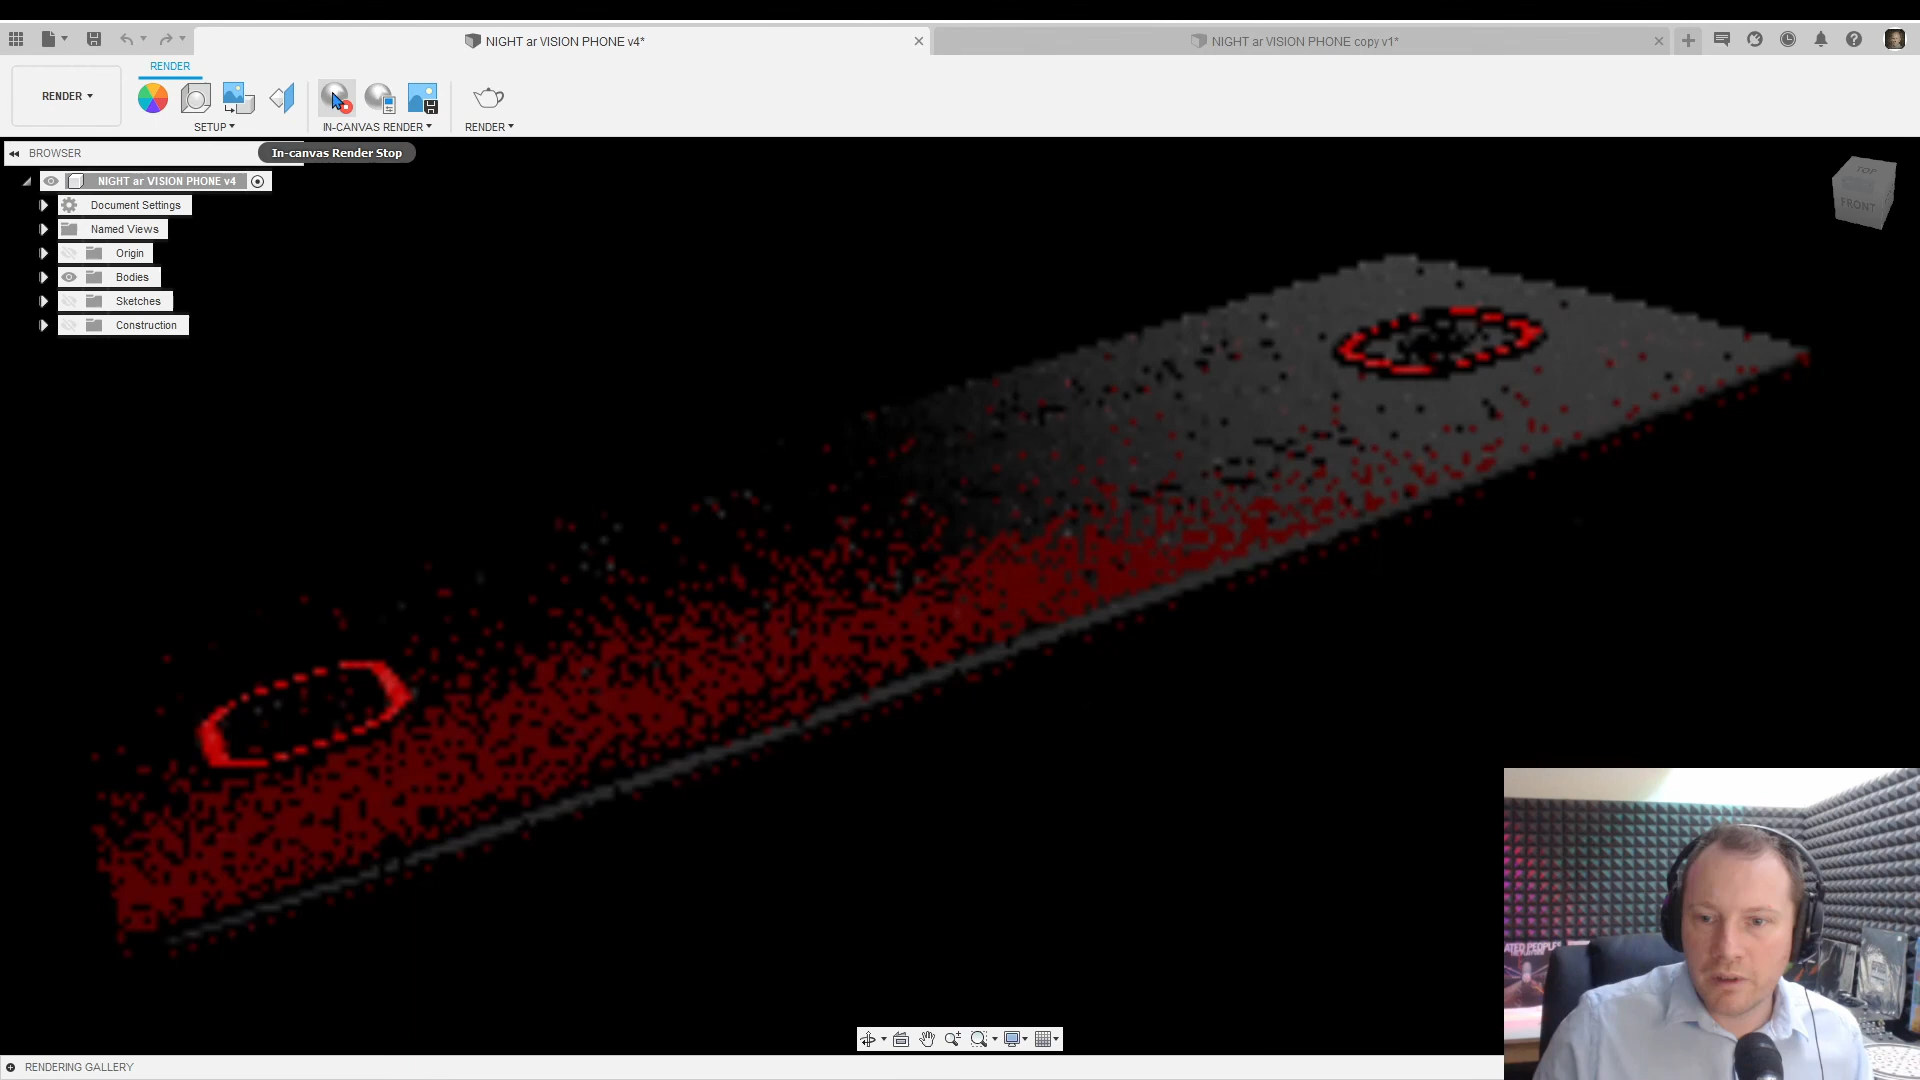 NIGHT ar VISION PHONE v4*
NIGHT ar VISION PHONE copy v1*
RENDER
RENDER
SETUP
IN-CANVAS RENDER
RENDER
BROWSER
In-canvas Render Stop
NIGHT ar VISION PHONE v4
Document Settings
Named Views
Origin
Bodies
Sketches
Construction
TOP
FRONT
RENDERING GALLERY